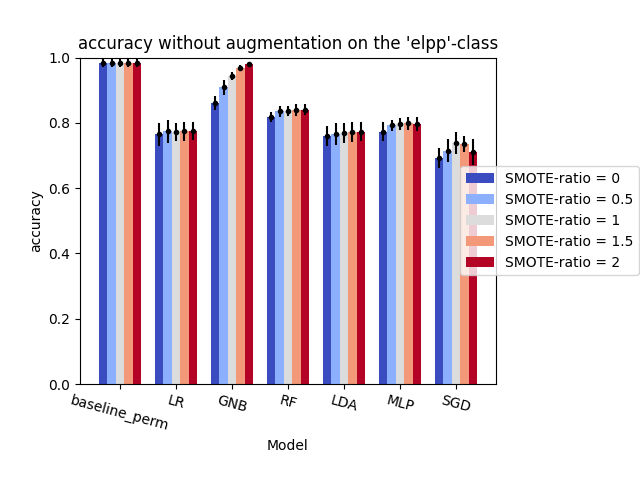 accuracy without augmentation on the 'elpp'-class
1.0
0.8
0.6
0.4
0.2
0.0
accuracy
SMOTE-ratio = 0
SMOTE-ratio = 0.5
SMOTE-ratio = 1
SMOTE-ratio = 1.5
SMOTE-ratio = 2
baseline_perm LR GNB RF LDA MLP SGD
Model